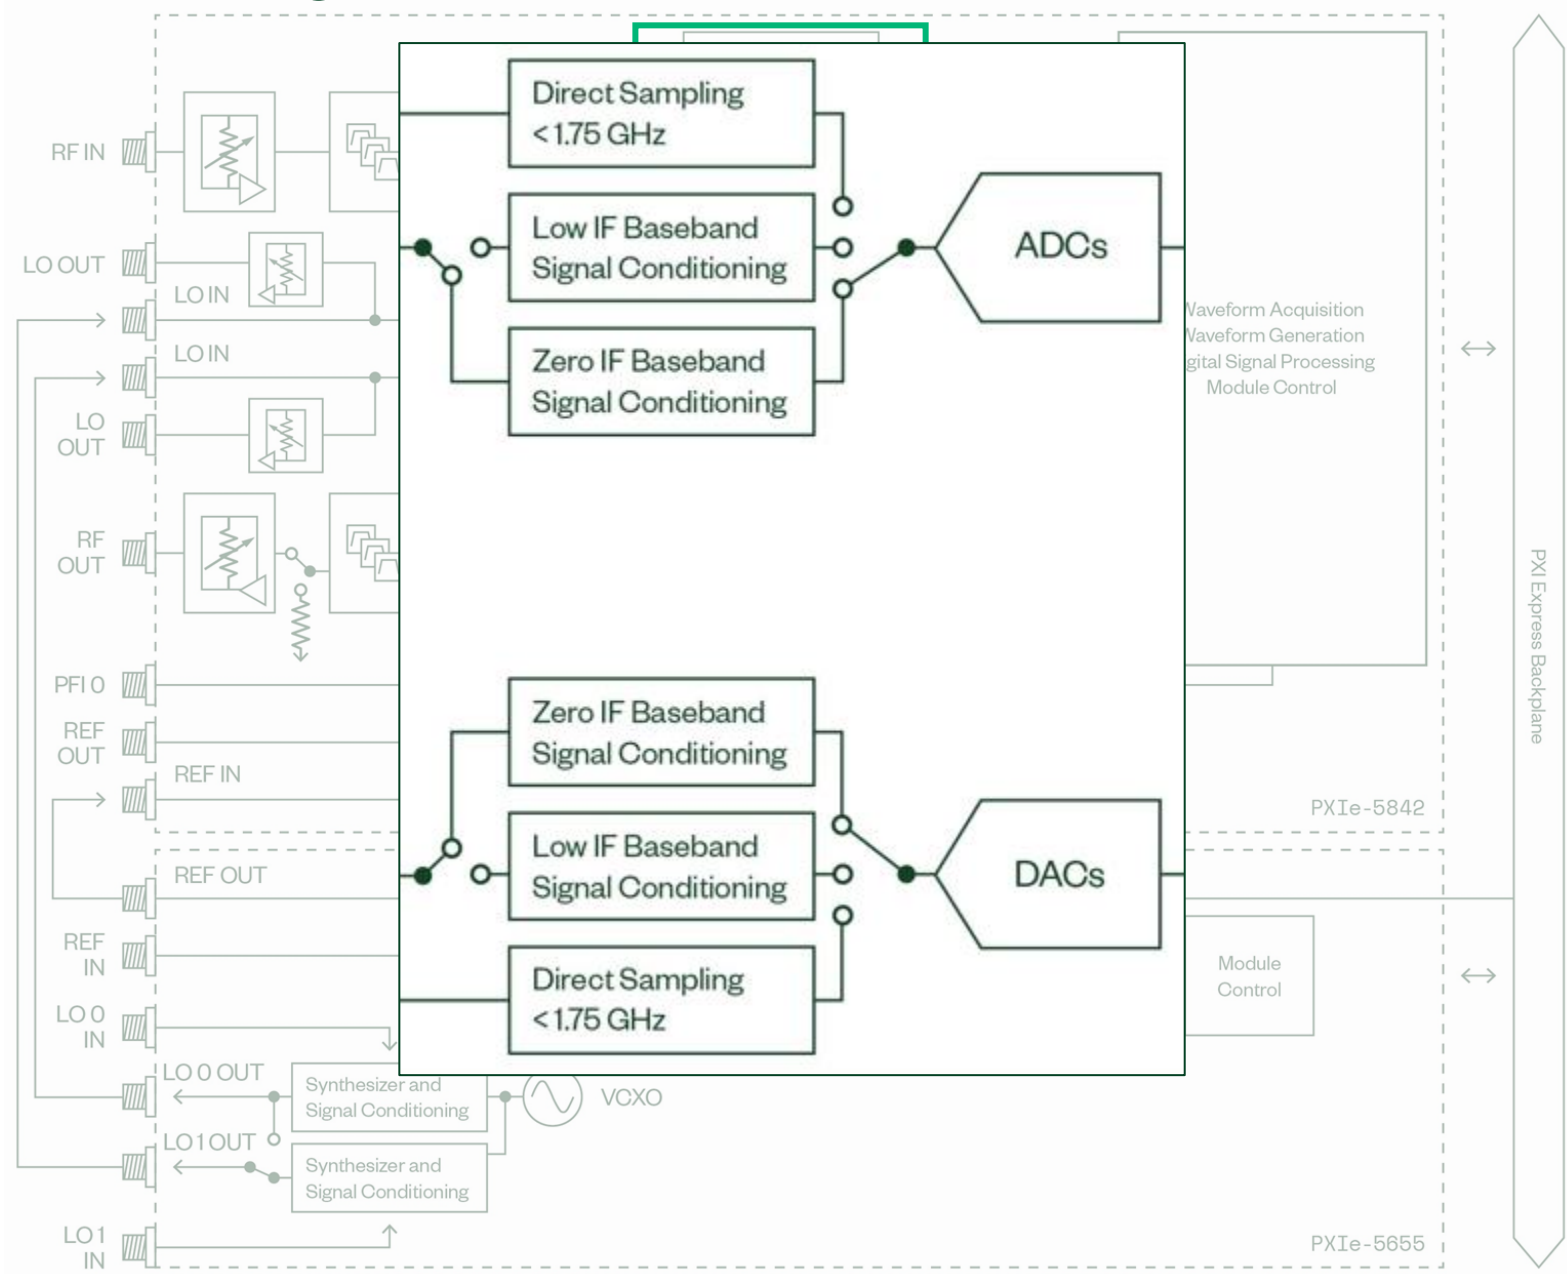 RF IN
LO OUT
LO IN
LO IN
LO
OUT
RF
OUT
PFI 0
REF
OUT
REF IN
REF OUT
REF
IN
LO 0
IN
LO 0 OUT
LO 1 OUT
LO 1
IN
Direct Sampling
< 1.75 GHz
Low IF Baseband
Signal Conditioning
Zero IF Baseband
Signal Conditioning
ADCs
Zero IF Baseband
Signal Conditioning
Low IF Baseband
Signal Conditioning
Direct Sampling
< 1.75 GHz
DACs
Waveform Acquisition
Waveform Generation
Signal Processing
Module Control
PXIe-5842
Module
Control
Synthesizer and
Signal Conditioning
VCXO
Synthesizer and
Signal Conditioning
PXIe-5655
PXI Express Backplane